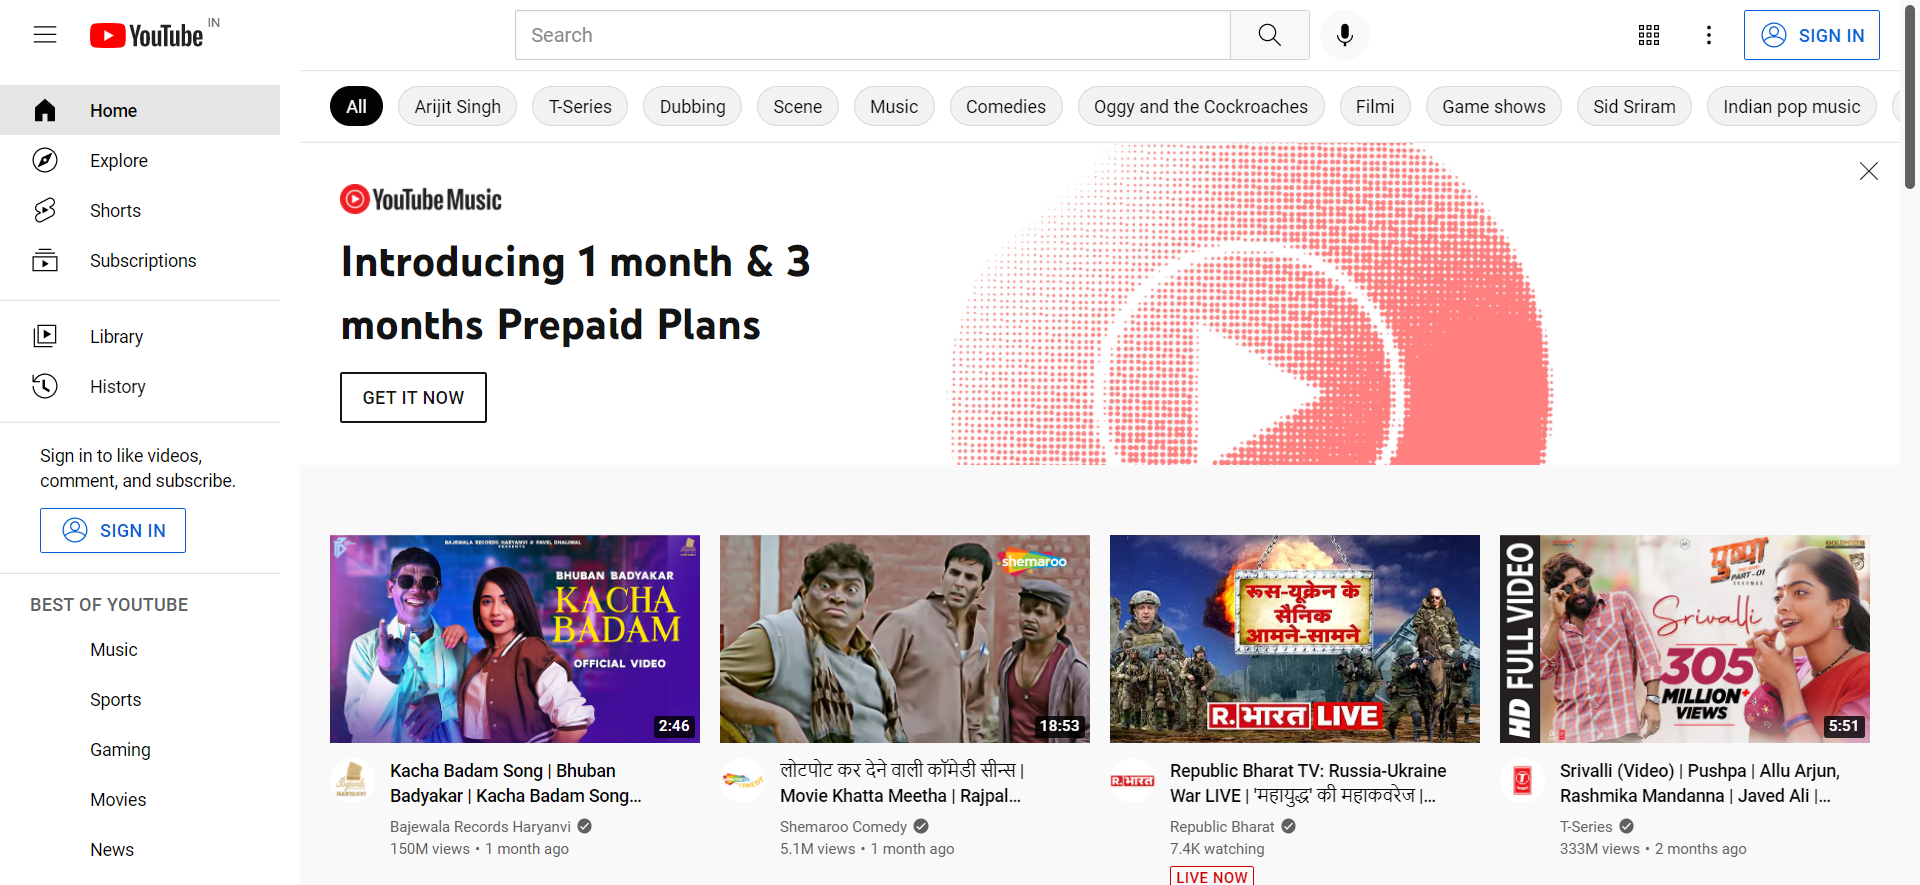 YouTube IN
Search
SIGN IN
Home
Explore
Shorts
Subscriptions
Library
History
Sign in to like videos,
comment, and subscribe.
SIGN IN
BEST OF YOUTUBE
Music
Sports
Gaming
Movies
News
All Arijit Singh T-Series Dubbing Scene Music Comedies Oggy and the Cockroaches Filmi Game shows Sid Sriram Indian pop music
YouTube Music
Introducing 1 month & 3
months Prepaid Plans
GET IT NOW
BAJEWALA RECORDS HARYANVI & PAVEL DHALIWAL
PRESENTS
BHUBAN BADYAKAR
KACHA
BADAM
OFFICIAL VIDEO
2:46
Kacha Badam Song | Bhuban
Badyakar | Kacha Badam Song...
Bajewala Records Haryanvi
150M views • 1 month ago
shemaroo
18:53
लोटपोट कर देने वाली कॉमेडी सीन्स |
Movie Khatta Meetha | Rajpal...
Shemaroo Comedy
5.1M views • 1 month ago
रूस-यूक्रेन के
सैनिक
आमने-सामने
R.भारत LIVE
R.भारत
Republic Bharat TV: Russia-Ukraine
War LIVE | 'महायुद्ध' की महाकवरेज |...
Republic Bharat
7.4K watching
LIVE NOW
HD FULL VIDEO
पुष्पा
PART-01
Srivalli
305
MILLION+
VIEWS
5:51
Srivalli (Video) | Pushpa | Allu Arjun,
Rashmika Mandanna | Javed Ali |...
T-Series
333M views • 2 months ago